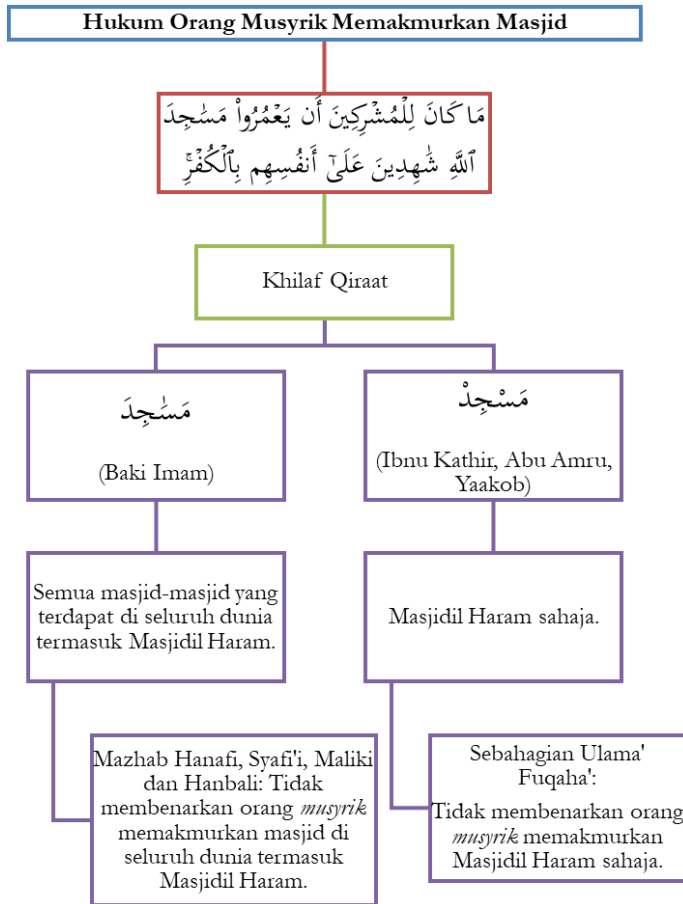 Hukum Orang Musyrik Memakmurkan Masjid
مَا كَانَ لِلْمُشْرِكِينَ أَن يَعْمُرُوا۟ مَسَٰجِدَ
ٱللَّهِ شَٰهِدِينَ عَلَىٰٓ أَنفُسِهِم بِٱلْكُفْرِۚ
Khilaf Qiraat
مَسَٰجِدَ
(Baki Imam)
مَسْجِدْ
(Ibnu Kathir, Abu Amru,
Yaakob)
Semua masjid-masjid yang
terdapat di seluruh dunia
termasuk Masjidil Haram.
Masjidil Haram sahaja.
Mazhab Hanafi, Syafi'i, Maliki
dan Hanbali: Tidak
membenarkan orang musyrik
memakmurkan masjid di
seluruh dunia termasuk
Masjidil Haram.
Sebahagian Ulama'
Fuqaha':
Tidak membenarkan orang
musyrik memakmurkan
Masjidil Haram sahaja.